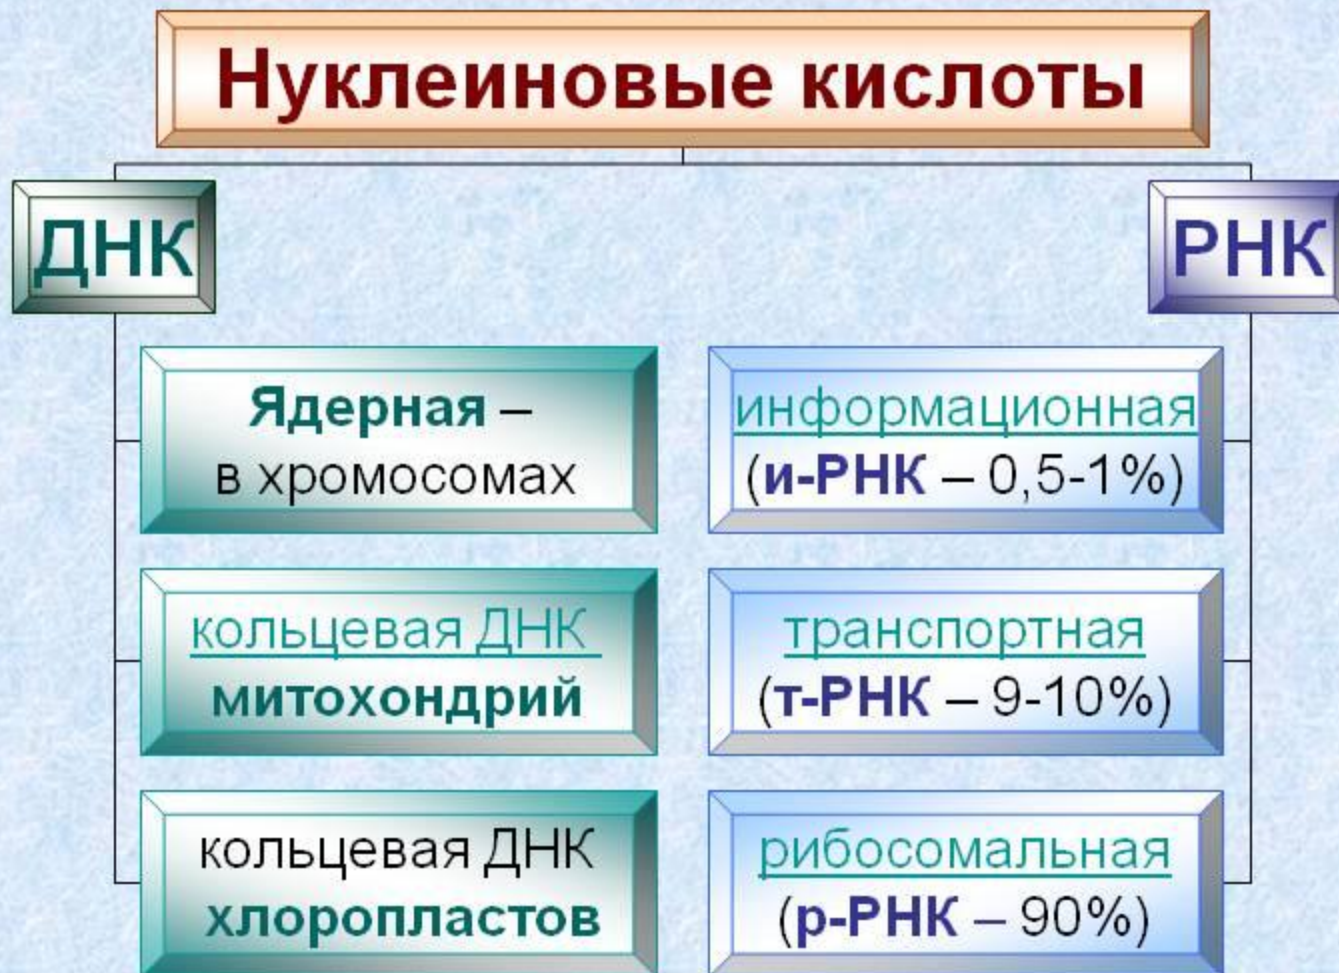 Нуклеиновые кислоты
ДНК
РНК
Ядерная –
в хромосомах
кольцевая ДНК
митохондрий
кольцевая ДНК
хлоропластов
информационная
(и-РНК – 0,5-1%)
транспортная
(т-РНК – 9-10%)
рибосомальная
(р-РНК – 90%)